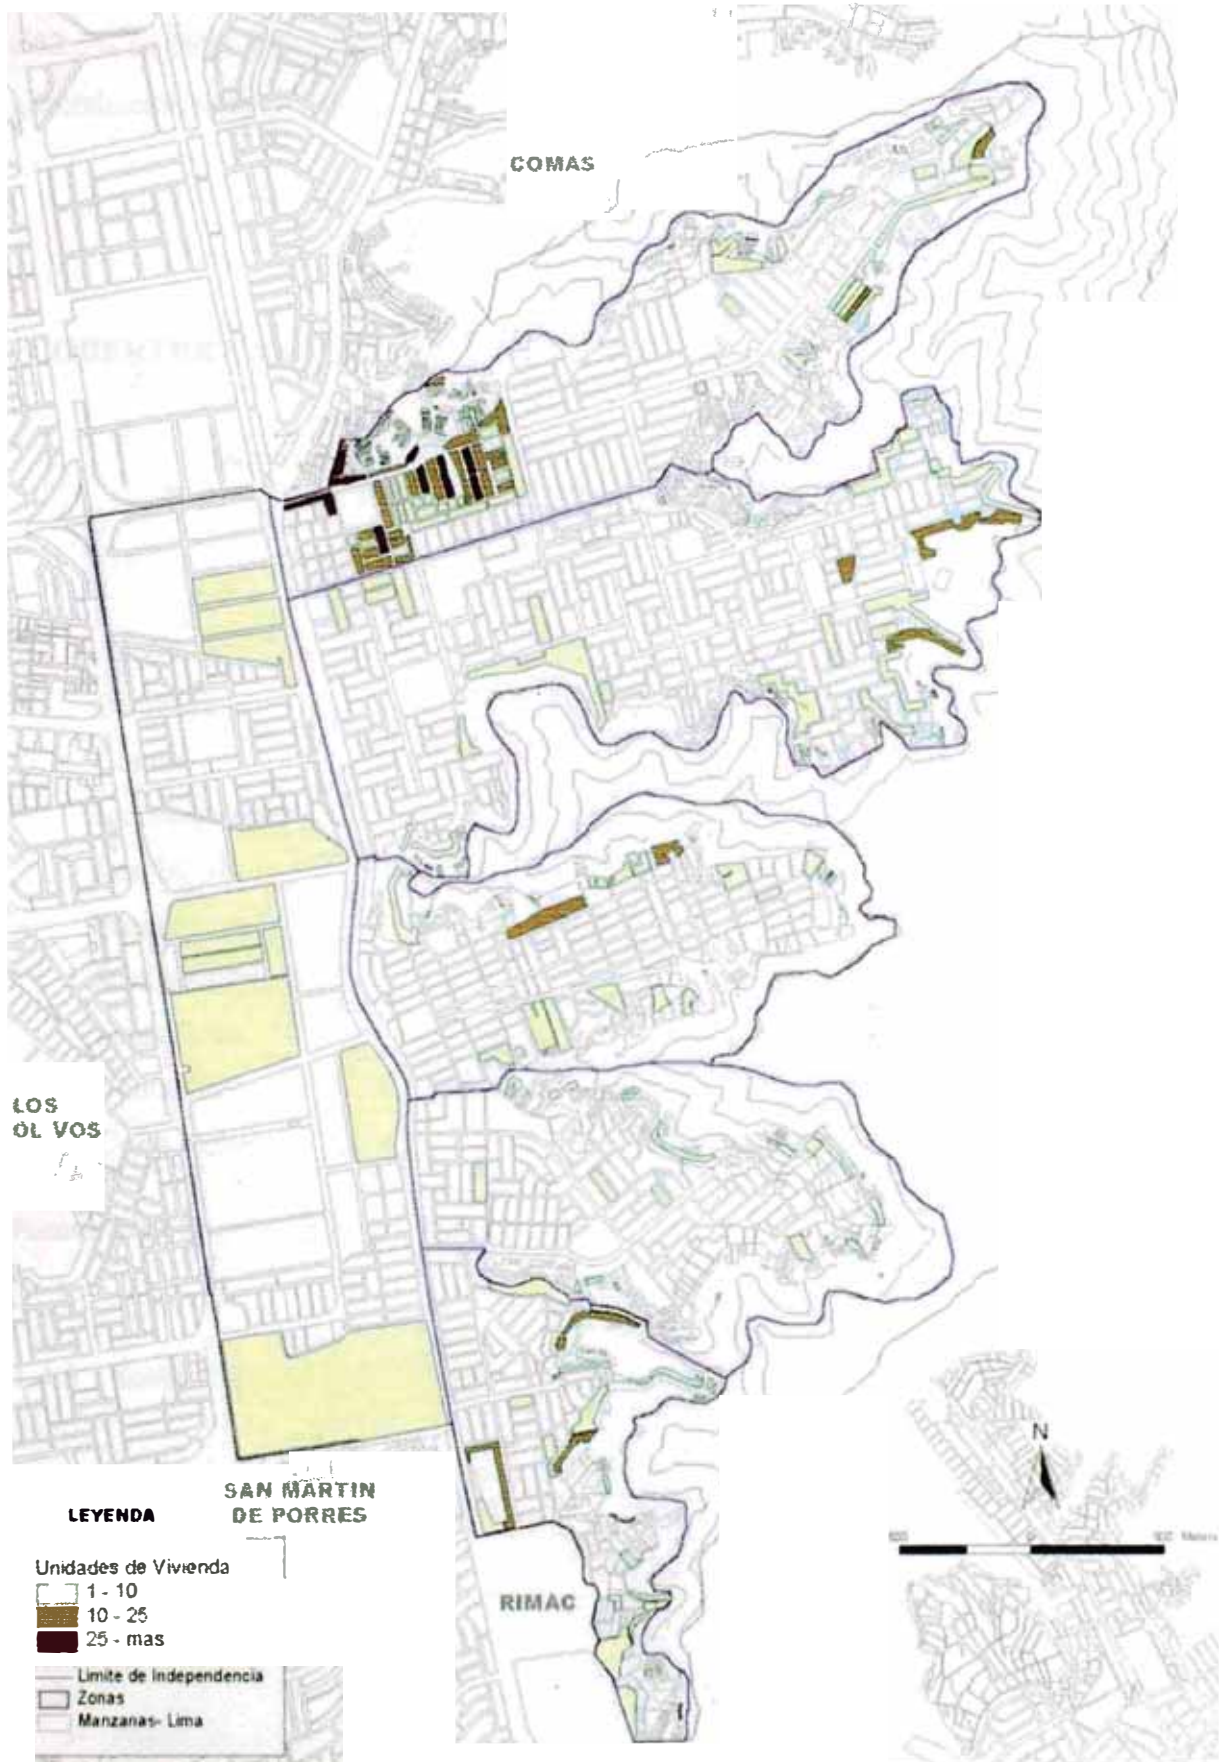 COMAS
LOS
OL VOS
N
SAN MARTIN
DE PORRES
RIMAC
LEYENDA
Unidades de Vivienda
1 - 10
10 - 25
25 - mas
Limite de Independencia
Zonas
Manzanas- Lima